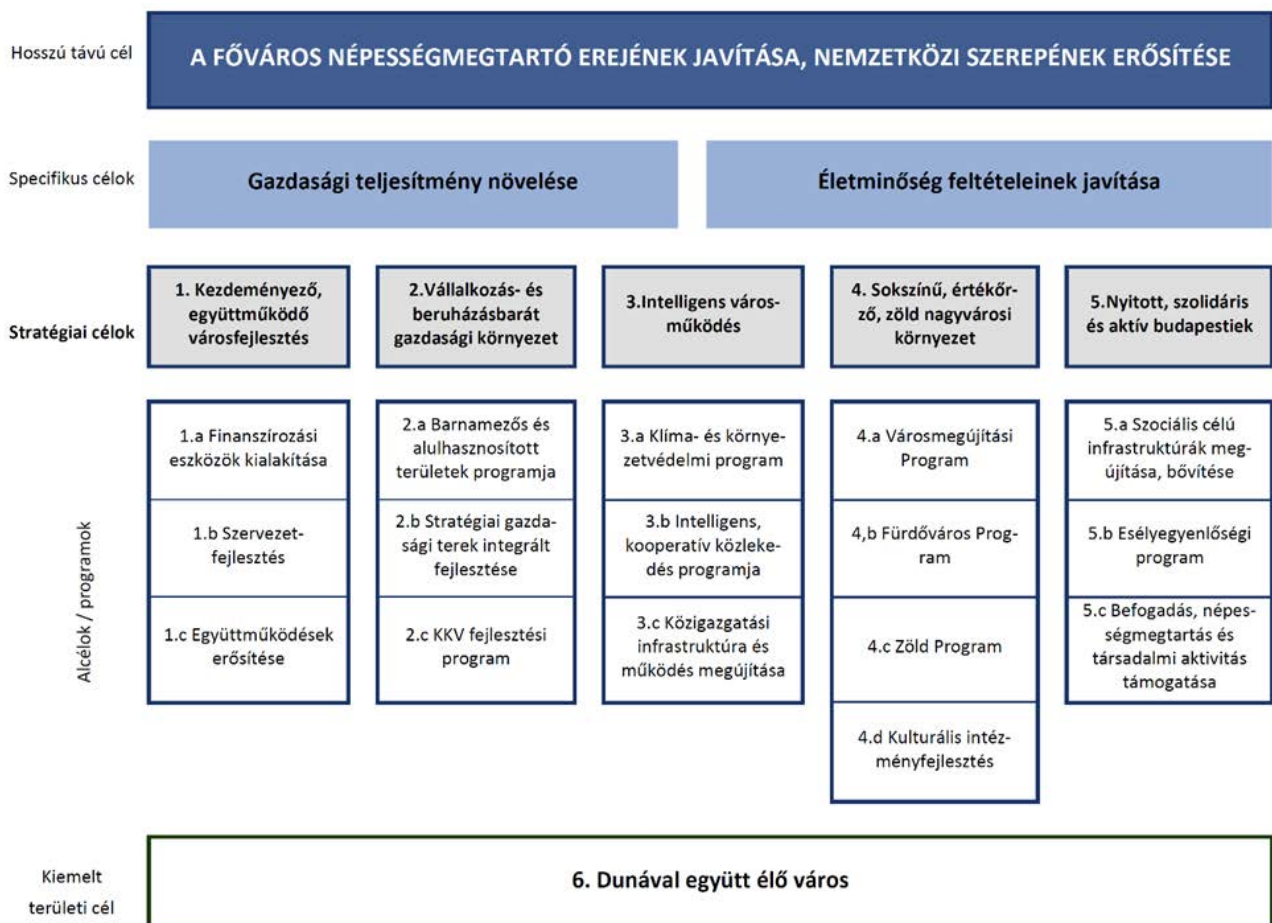 Hosszú távú cél
A FŐVÁROS NÉPESSÉGMEGTARTÓ EREJÉNEK JAVÍTÁSA, NEMZETKÖZI SZEREPÉNEK ERŐSÍTÉSE
Specifikus célok
Gazdasági teljesítmény növelése
Életminőség feltételeinek javítása
Stratégiai célok
1. Kezdeményező,
együttműködő
városfejlesztés
2.Vállalkozás- és
beruházásbarát
gazdasági környezet
3.Intelligens város-
működés
4. Sokszínű, értékőr-
ző, zöld nagyvárosi
környezet
5.Nyitott, szolidáris
és aktív budapestiek
Alcélok / programok
1.a Finanszírozási
eszközök kialakítása
1.b Szervezet-
fejlesztés
1.c Együttműködések
erősítése
2.a Barnamezős és
alulhasznosított
területek programja
2.b Stratégiai gazda-
sági terek integrált
fejlesztése
2.c KKV fejlesztési
program
3.a Klíma- és környe-
zetvédelmi program
3.b Intelligens,
kooperatív közleke-
dés programja
3.c Közigazgatási
infrastruktúra és
működés megújítása
4.a Városmegújítási
Program
4,b Fürdőváros Prog-
ram
4.c Zöld Program
4.d Kulturális intéz-
ményfejlesztés
5.a Szociális célú
infrastruktúrák meg-
újítása, bővítése
5.b Esélyegyenlőségi
program
5.c Befogadás, népes-
ségmegtartás és
társadalmi aktivitás
támogatása
Kiemelt
területi cél
6. Dunával együtt élő város